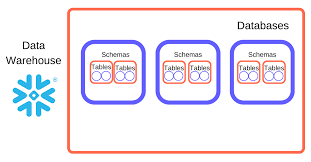 Databases
Data
Warehouse
®
Schemas
Tables Tables
Schemas
Tables Tables
Schemas
Tables Tables